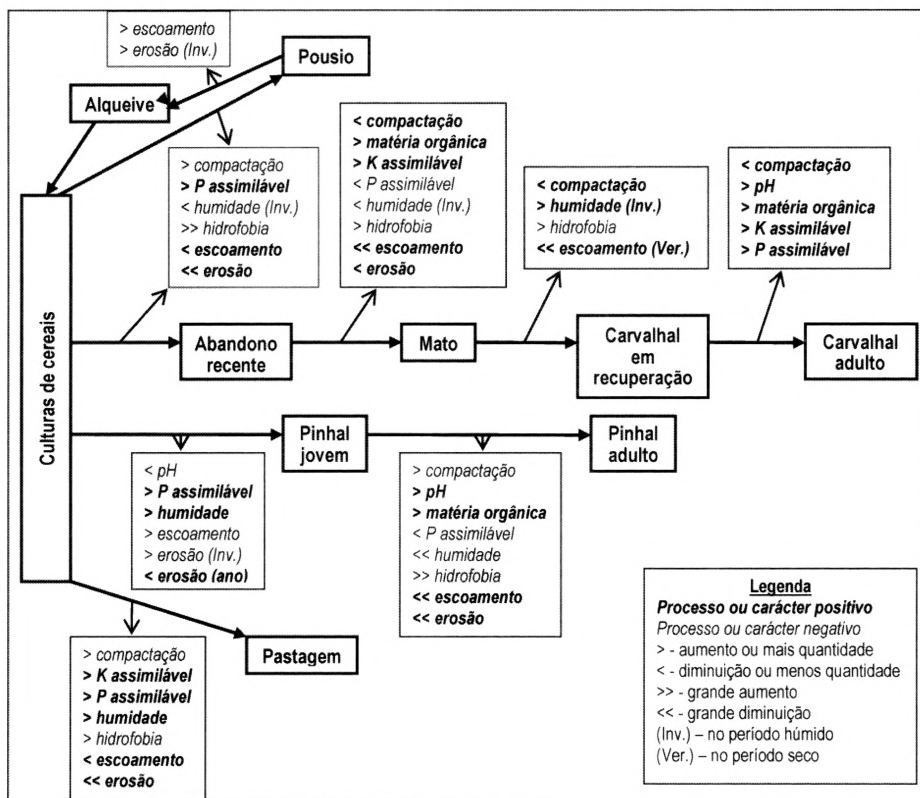 > escoamento
> erosão (Inv.)
Pousio
Alqueive
> compactação
> P assimilável
< humidade (Inv.)
>> hidrofobia
< escoamento
<< erosão
< compactação
> matéria orgânica
> K assimilável
< P assimilável
< humidade (Inv.)
> hidrofobia
<< escoamento
< erosão
< compactação
> humidade (Inv.)
> hidrofobia
<< escoamento (Ver.)
< compactação
> pH
> matéria orgânica
> K assimilável
> P assimilável
Culturas de cereais
Abandono
recente
Mato
Carvalhal
em
recuperação
Carvalhal
adulto
Pinhal
jovem
Pinhal
adulto
< pH
> P assimilável
> humidade
> escoamento
> erosão (Inv.)
< erosão (ano)
> compactação
> pH
> matéria orgânica
< P assimilável
<< humidade
>> hidrofobia
<< escoamento
<< erosão
Pastagem
> compactação
> K assimilável
> P assimilável
> humidade
> hidrofobia
< escoamento
<< erosão
Legenda
Processo ou carácter positivo
Processo ou carácter negativo
> - aumento ou mais quantidade
< - diminuição ou menos quantidade
>> - grande aumento
<< - grande diminuição
(Inv.) – no período húmido
(Ver.) – no período seco